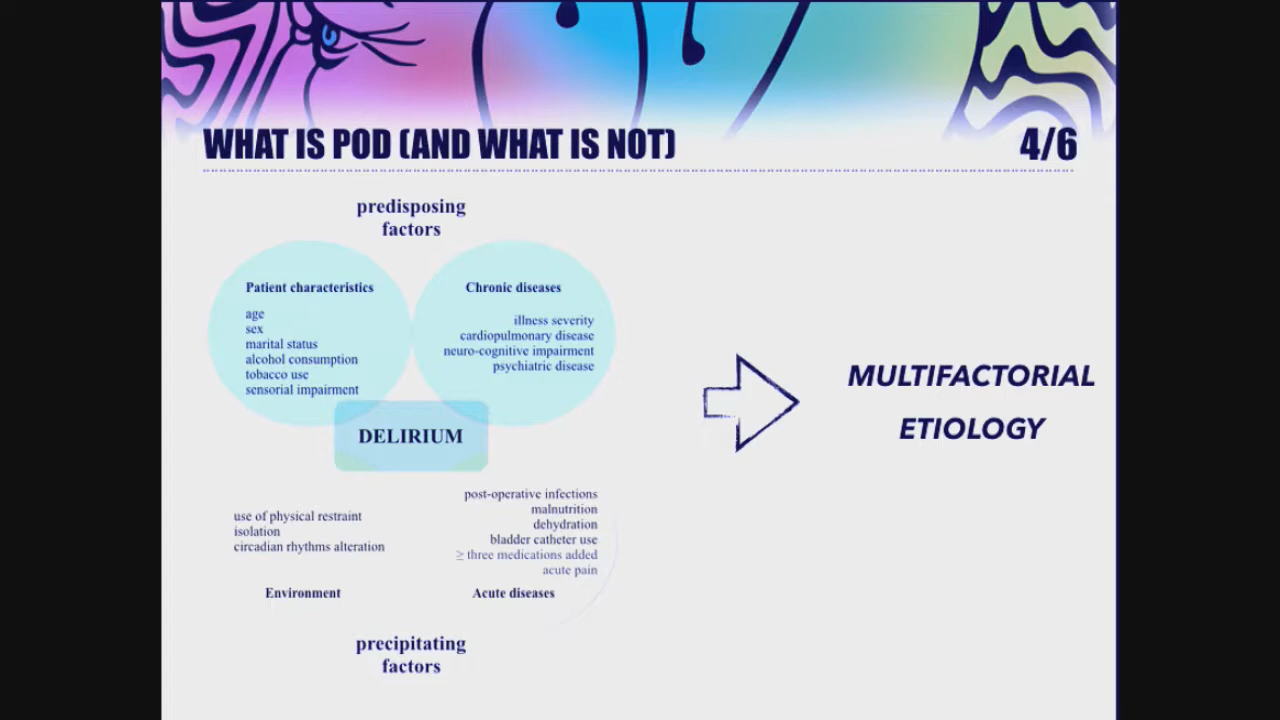 WHAT IS POD (AND WHAT IS NOT)
4/6
predisposing
factors
Patient characteristics
age
sex
marital status
alcohol consumption
tobacco use
sensorial impairment
Chronic diseases
illness severity
cardiopulmonary disease
neuro-cognitive impairment
psychiatric disease
DELIRIUM
use of physical restraint
isolation
circadian rhythms alteration
Environment
post-operative infections
malnutrition
dehydration
bladder catheter use
≥ three medications added
acute pain
Acute diseases
precipitating
factors
MULTIFACTORIAL
ETIOLOGY